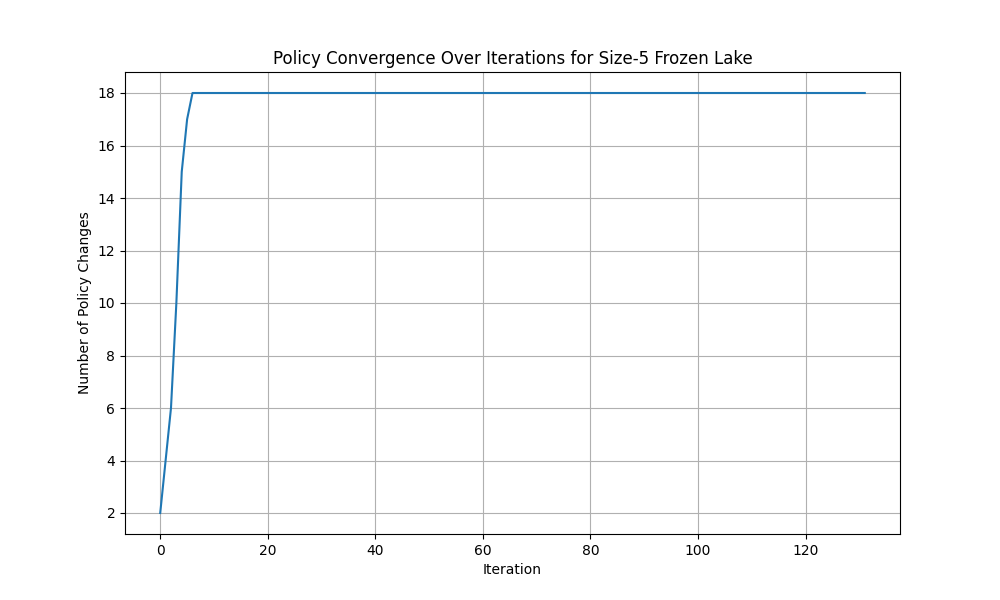 Policy Convergence Over Iterations for Size-5 Frozen Lake
Number of Policy Changes
18
16
14
12
10
8
6
4
2
0 20 40 60 80 100 120
Iteration